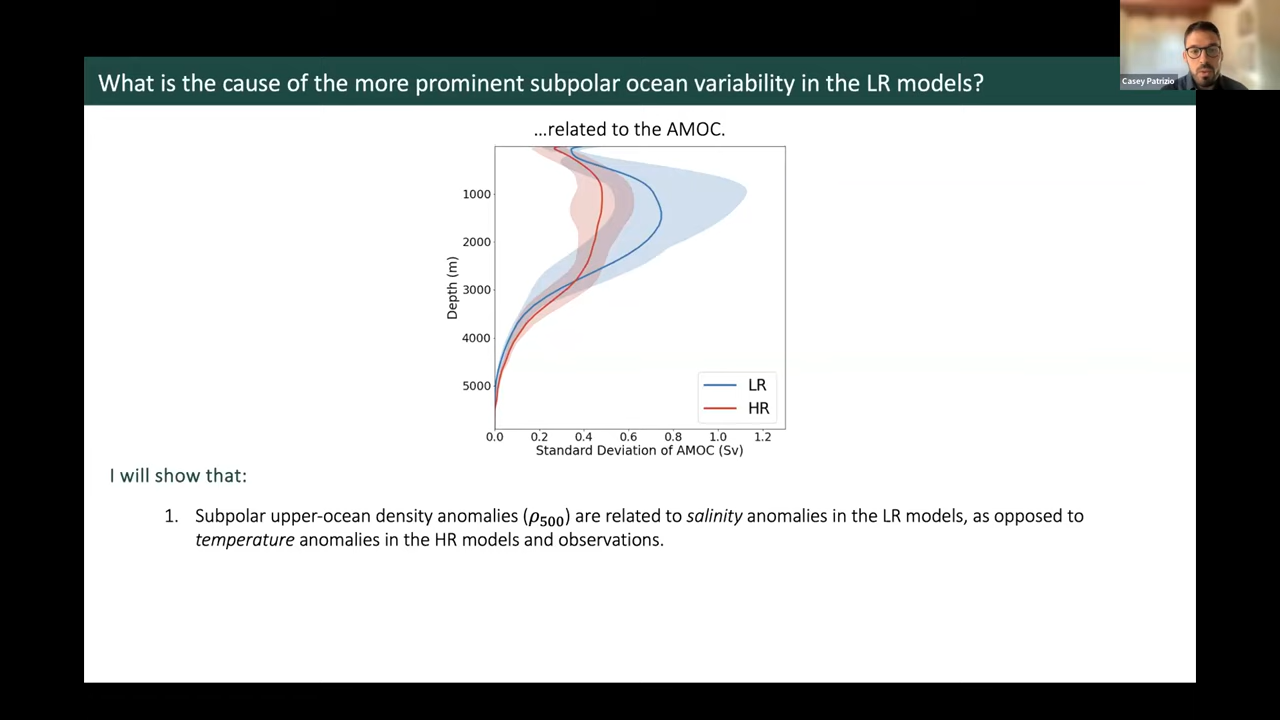 What is the cause of the more prominent subpolar ocean variability in the LR models?
Casey Patrizio
...related to the AMOC.
1000
2000
3000
4000
5000
Depth (m)
LR
HR
0.0 0.2 0.4 0.6 0.8 1.0 1.2
Standard Deviation of AMOC (Sv)
I will show that:
1. Subpolar upper-ocean density anomalies (ρ500) are related to salinity anomalies in the LR models, as opposed to
temperature anomalies in the HR models and observations.